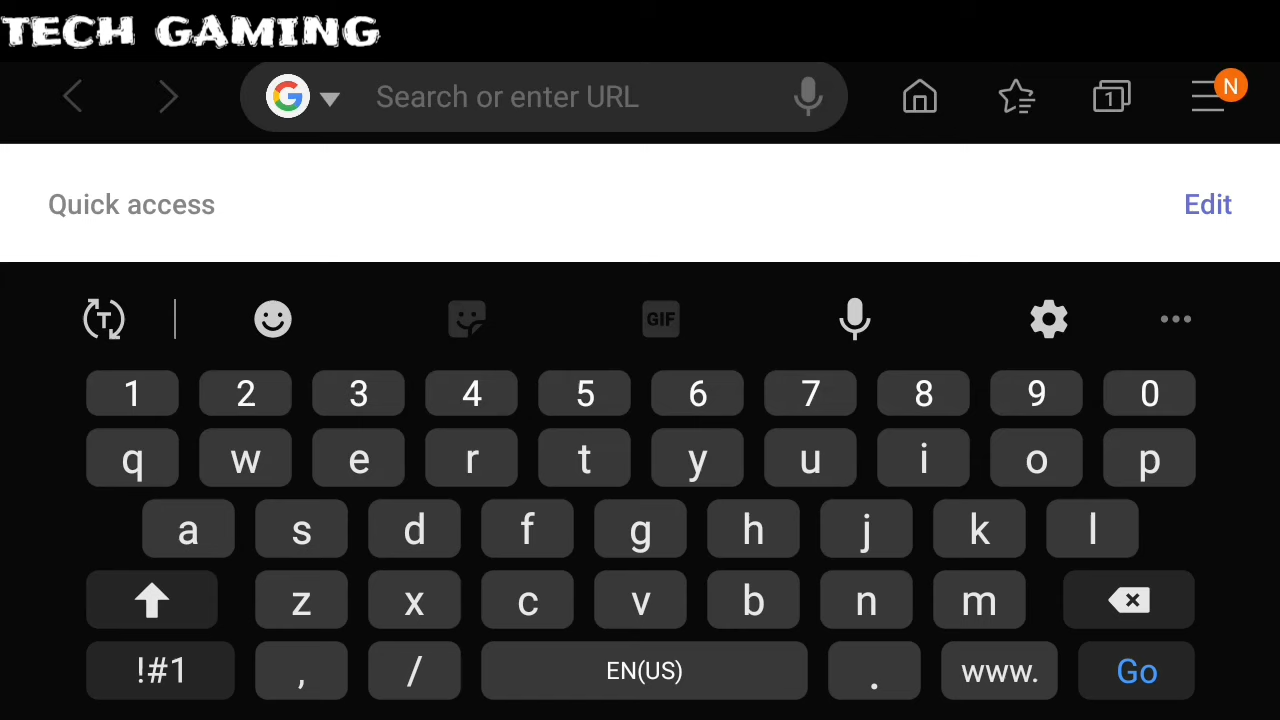 TECH GAMING
Search or enter URL 1 N
Quick access Edit
T GIF
1 2 3 4 5 6 7 8 9 0
q w e r t y u i o p
a s d f g h j k l
z x c v b n m
!#1 , / EN(US) . www. Go